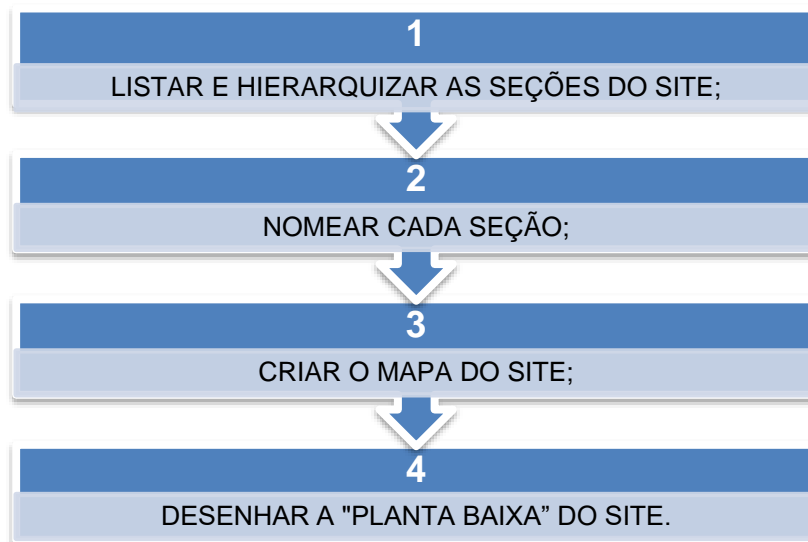 1
LISTAR E HIERARQUIZAR AS SEÇÕES DO SITE;
2
NOMEAR CADA SEÇÃO;
3
CRIAR O MAPA DO SITE;
4
DESENHAR A "PLANTA BAIXA” DO SITE.